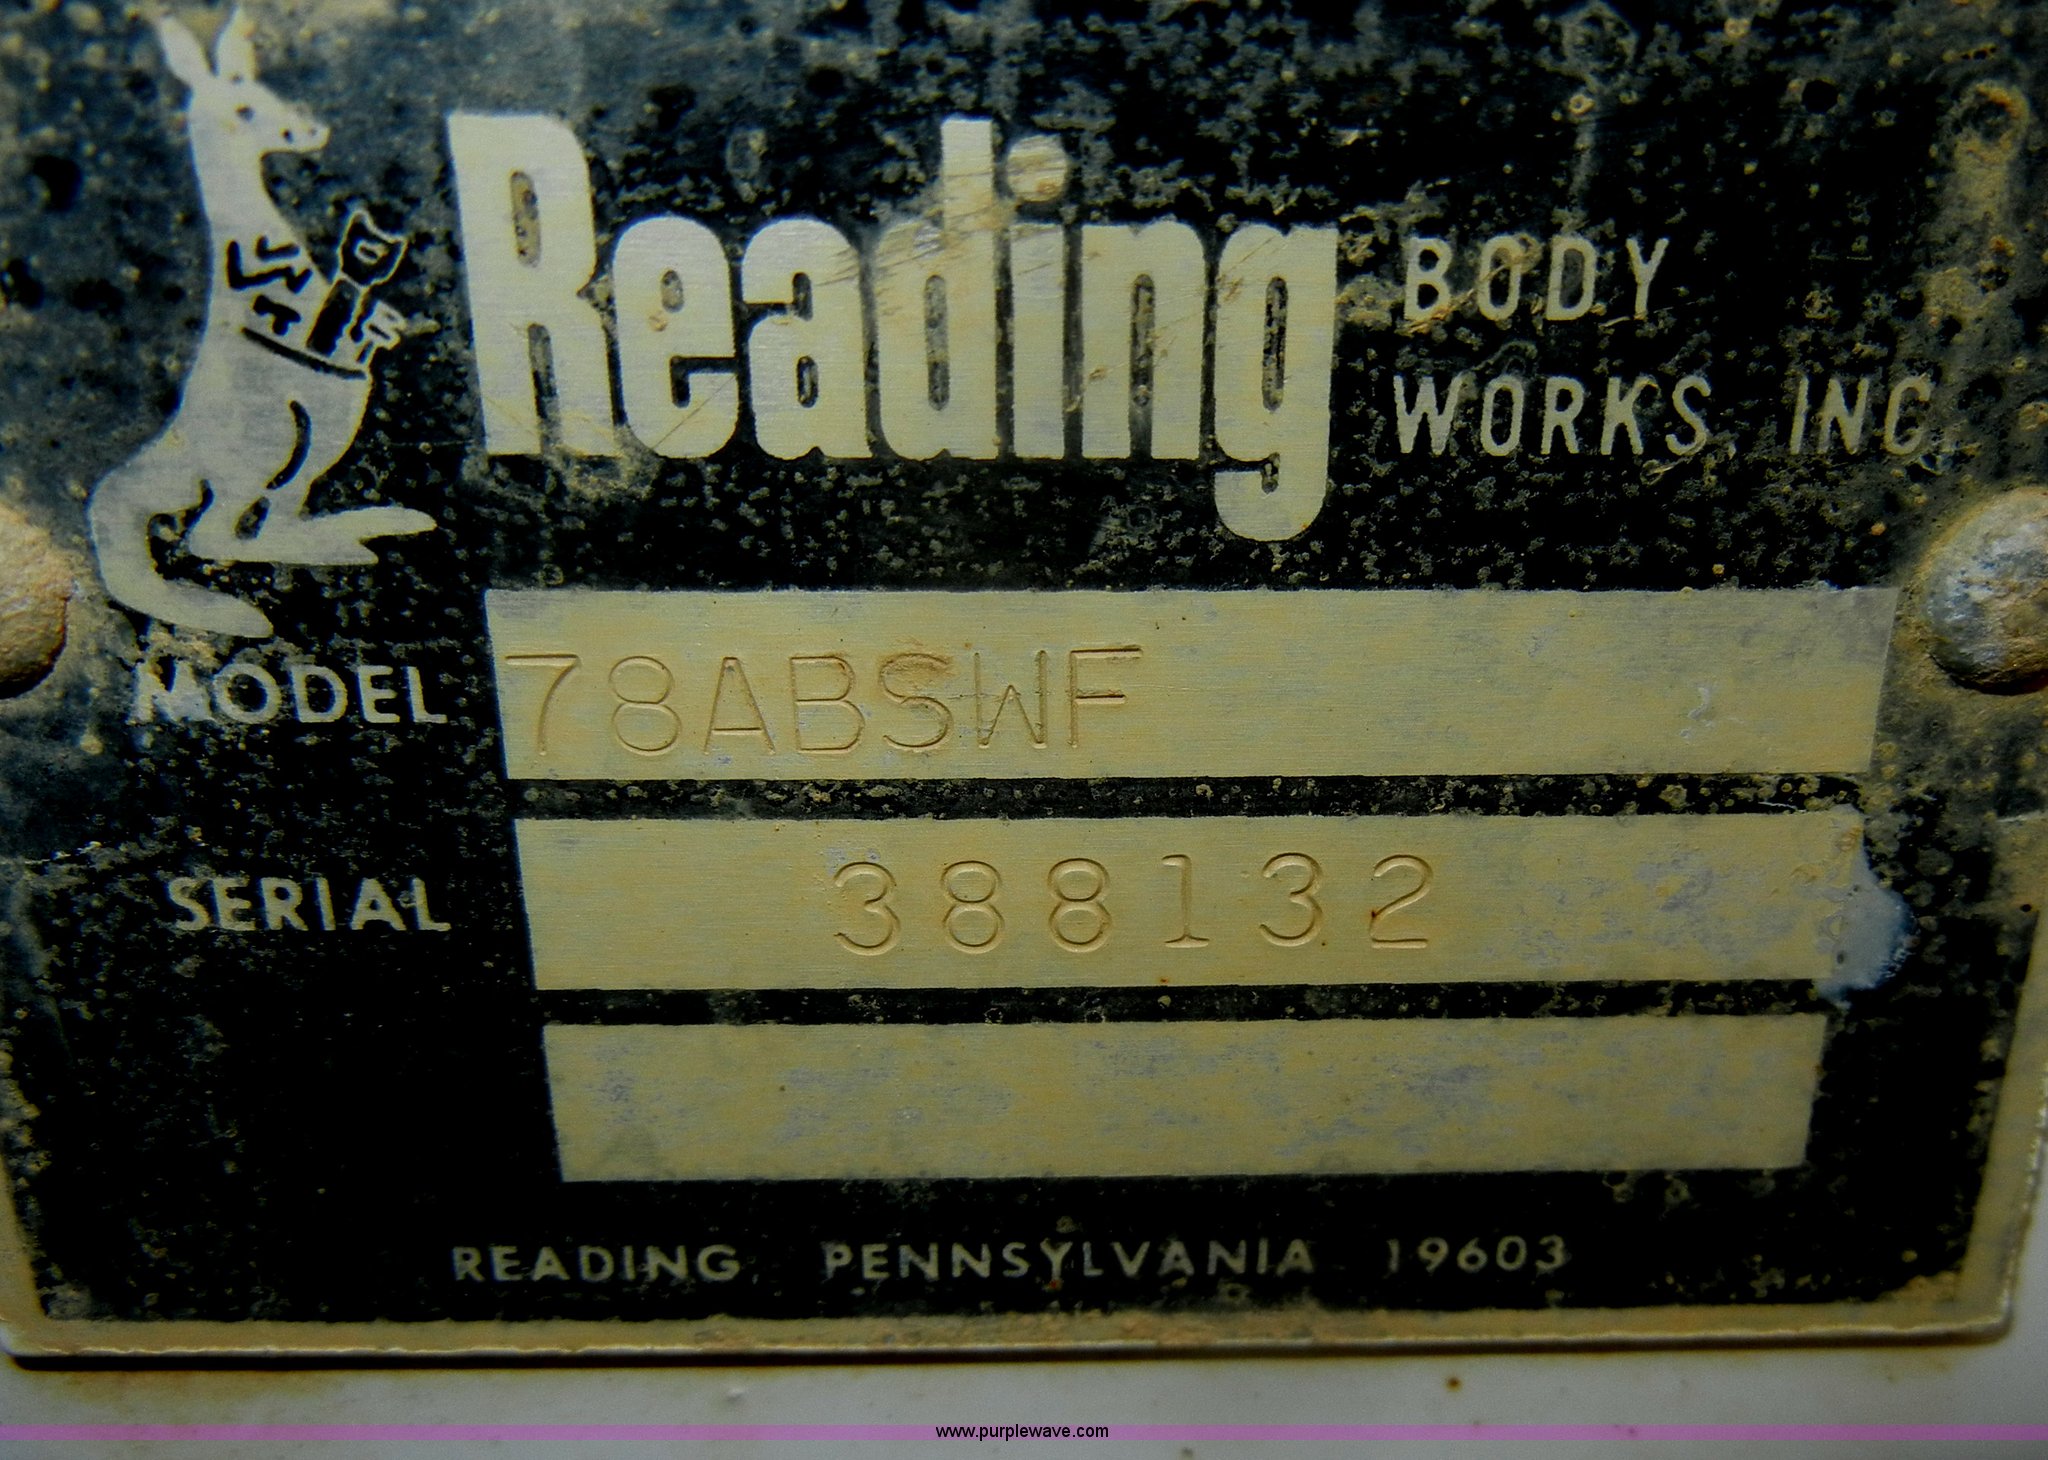 Reading BODY
WORKS, INC.
MODEL 78ABSWF
SERIAL 388132
READING, PENNSYLVANIA 19603
www.purplewave.com